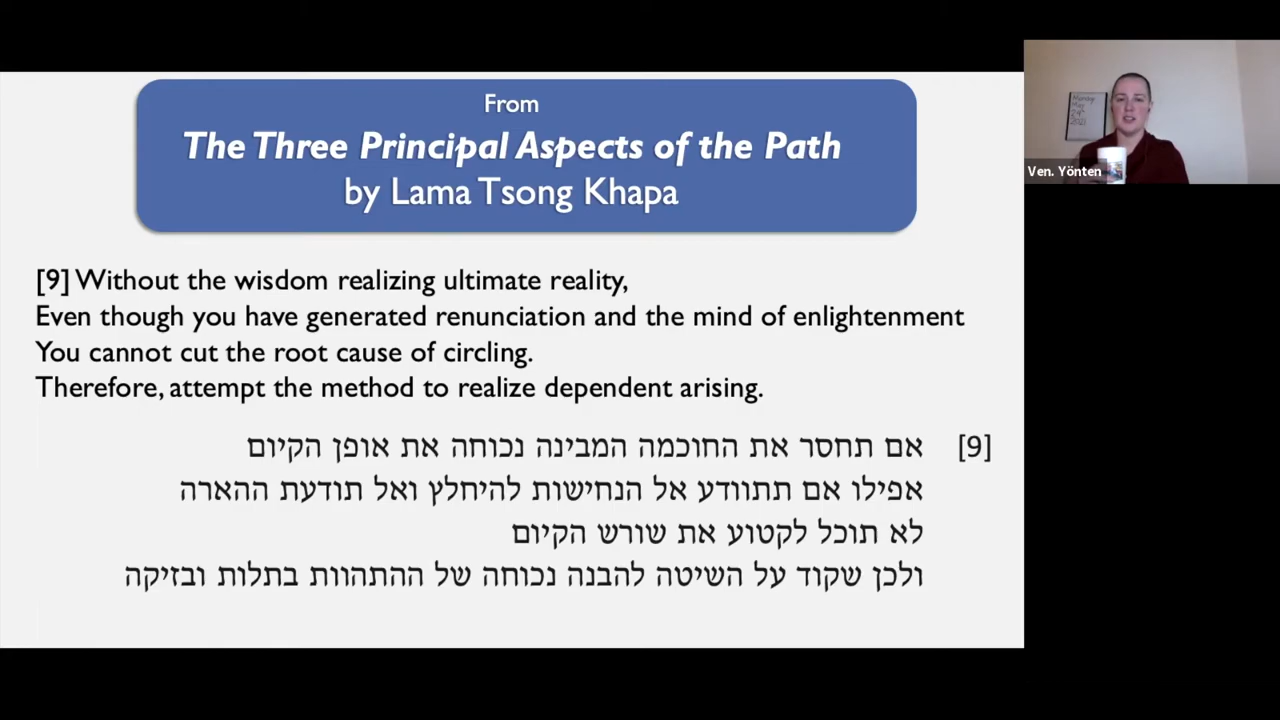 From
The Three Principal Aspects of the Path
by Lama Tsong Khapa
[9] Without the wisdom realizing ultimate reality,
Even though you have generated renunciation and the mind of enlightenment
You cannot cut the root cause of circling.
Therefore, attempt the method to realize dependent arising.
[9] אם תחסר את החוכמה המבינה נכוחה את אופן הקיום
אפילו אם תתוודע אל הנחישות להיחלץ ואל תודעת ההארה
לא תוכל לקטוע את שורש הקיום
ולכן שקוד על השיטה להבנה נכוחה של ההתהוות בתלות ובזיקה
Monday
May
24th
2021
Ven. Yönten